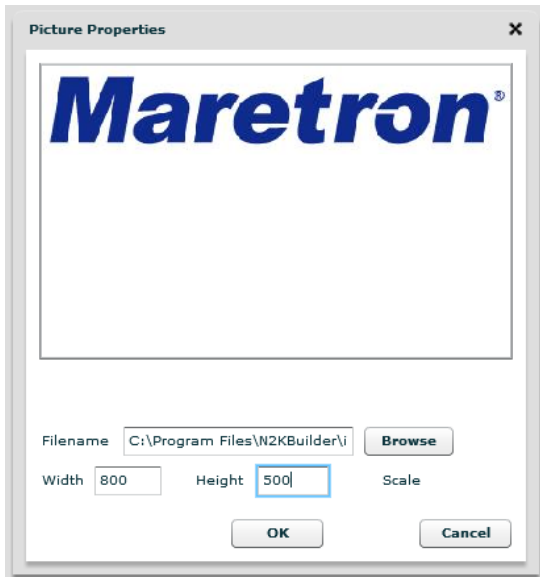 Picture Properties
Maretron®
Filename C:\Program Files\N2KBuilder\i Browse
Width 800 Height 500 Scale
OK Cancel